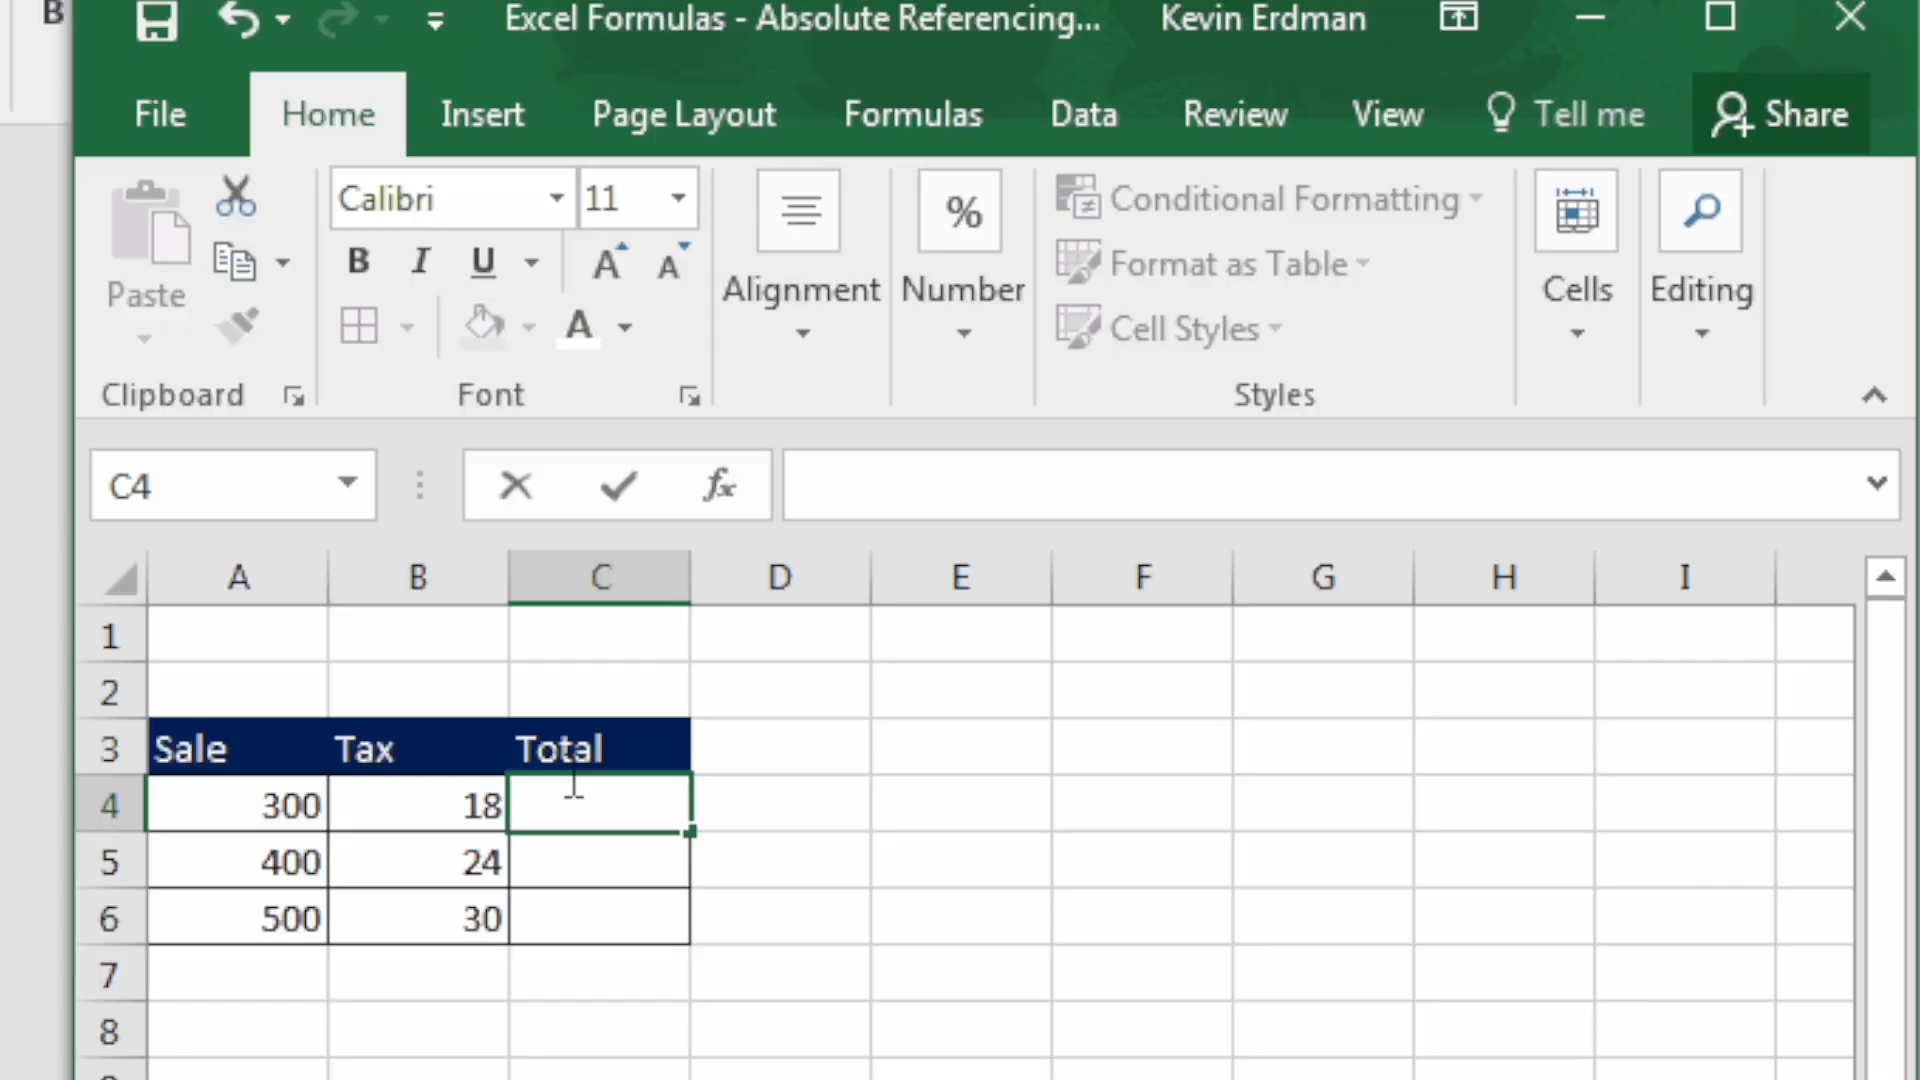 B
Excel Formulas - Absolute Referencing... Kevin Erdman
File Home Insert Page Layout Formulas Data Review View Tell me Share
Calibri 11
% Conditional Formatting
B I U A A
Format as Table
Paste Alignment Number Cells Editing
A Cell Styles
Clipboard Font Styles
C4 fx
A B C D E F G H I
1
2
3 Sale Tax Total
4 300 18
5 400 24
6 500 30
7
8